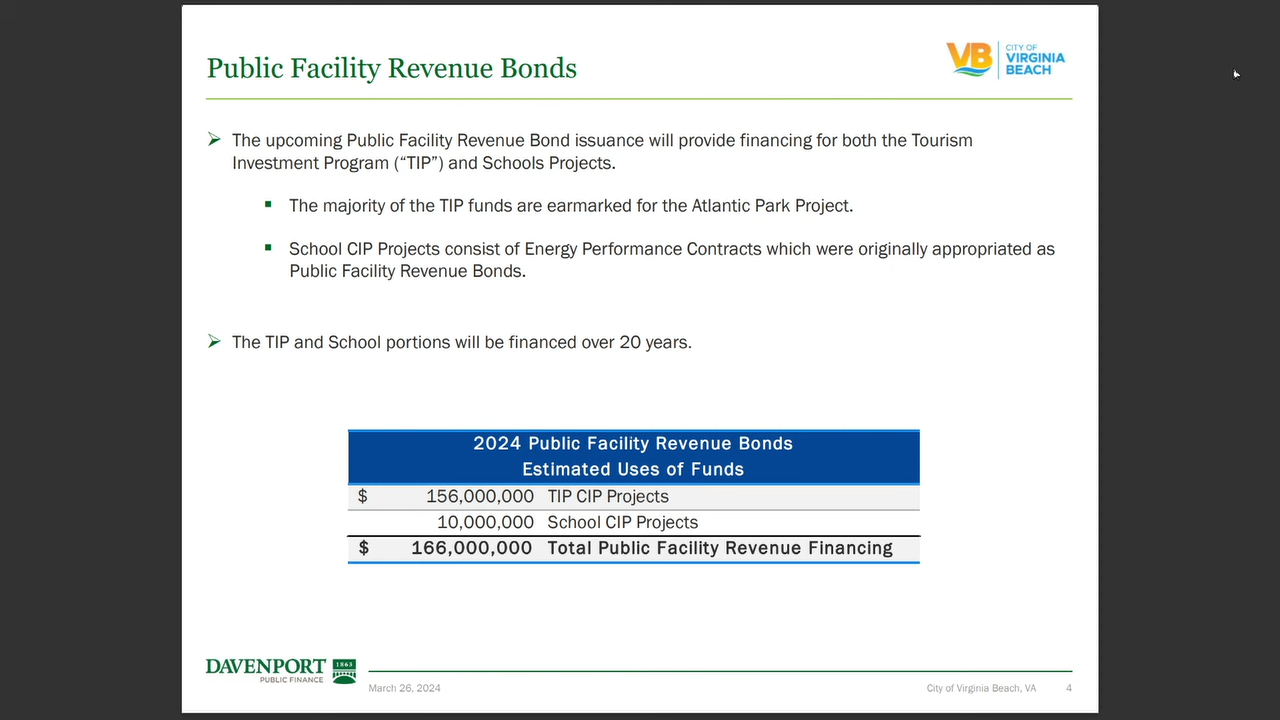 Public Facility Revenue Bonds
VB
CITY OF
VIRGINIA
BEACH
The upcoming Public Facility Revenue Bond issuance will provide financing for both the Tourism
Investment Program (“TIP”) and Schools Projects.
The majority of the TIP funds are earmarked for the Atlantic Park Project.
School CIP Projects consist of Energy Performance Contracts which were originally appropriated as
Public Facility Revenue Bonds.
The TIP and School portions will be financed over 20 years.
2024 Public Facility Revenue Bonds
Estimated Uses of Funds
$ 156,000,000 TIP CIP Projects
10,000,000 School CIP Projects
$ 166,000,000 Total Public Facility Revenue Financing
DAVENPORT 1863
PUBLIC FINANCE
March 26, 2024 City of Virginia Beach, VA 4